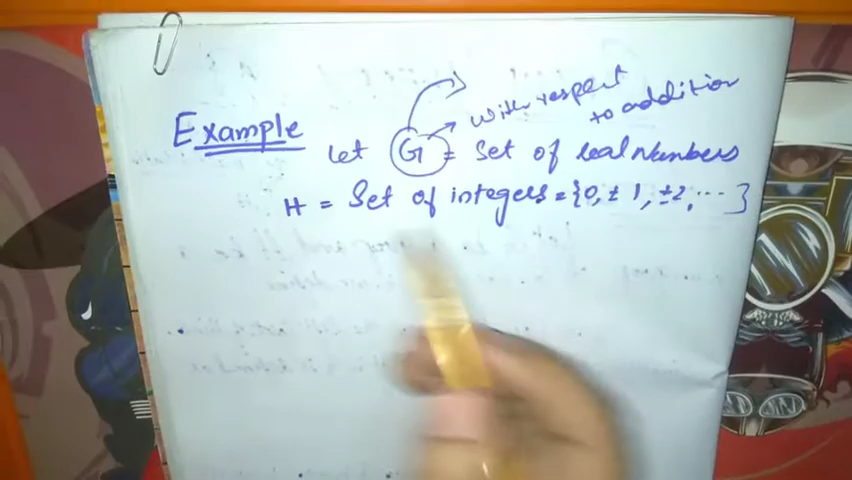 with respect
to addition
Example
Let G = Set of real numbers
H = Set of integers = {0, ± 1, ±2, ... }